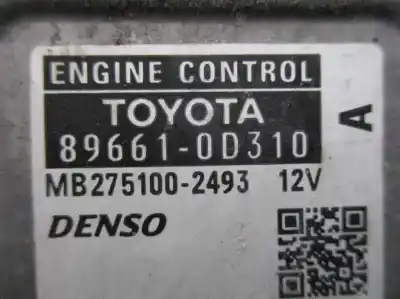 ENGINE CONTROL
TOYOTA
89661-0D310
A
MB275100-2493 12V
DENSO